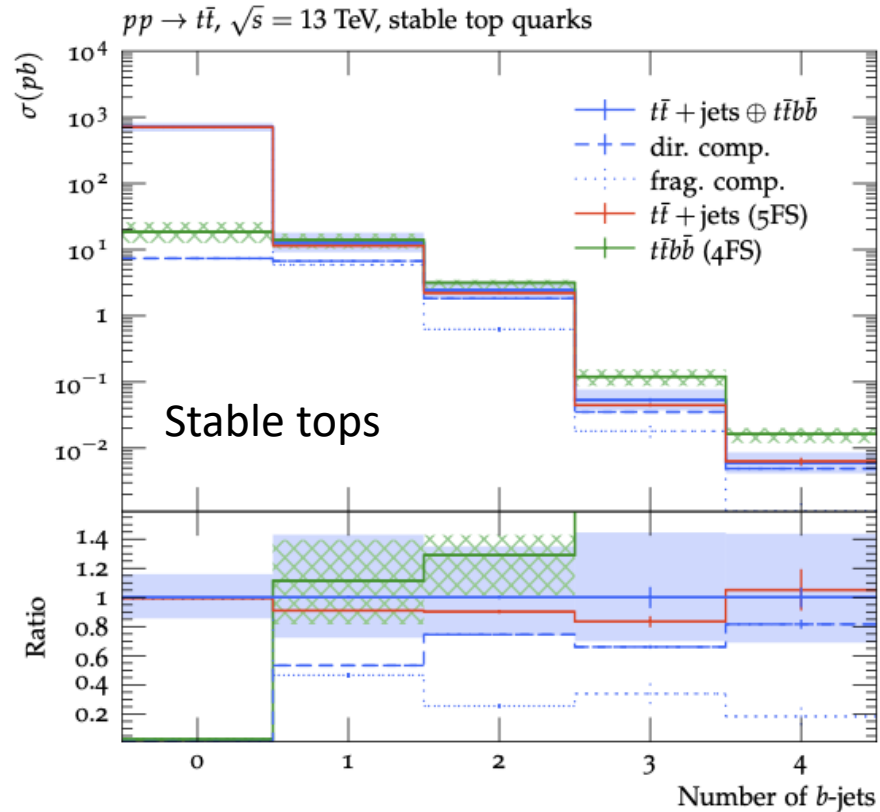 pp → tt̄, √s = 13 TeV, stable top quarks
σ(pb)
10⁴
10³
10²
10¹
1
10⁻¹
10⁻²
tt̄ + jets ⊕ tt̄bb̄
dir. comp.
frag. comp.
tt̄ + jets (5FS)
tt̄bb̄ (4FS)
Stable tops
Ratio
1.4
1.2
1
0.8
0.6
0.4
0.2
0 1 2 3 4
Number of b-jets